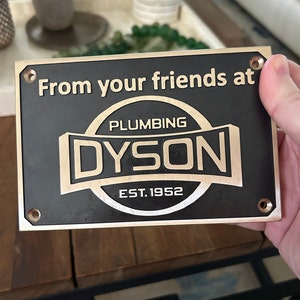 From your friends at
PLUMBING
DYSON
EST. 1952